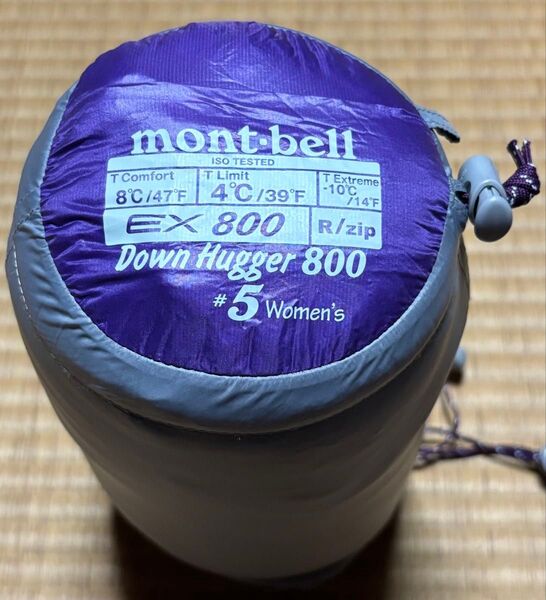 mont-bell
ISO TESTED
T Comfort T Limit T Extreme
8℃/47°F 4℃/39°F -10℃/14°F
EX 800 R/zip
Down Hugger 800
#5 Women's